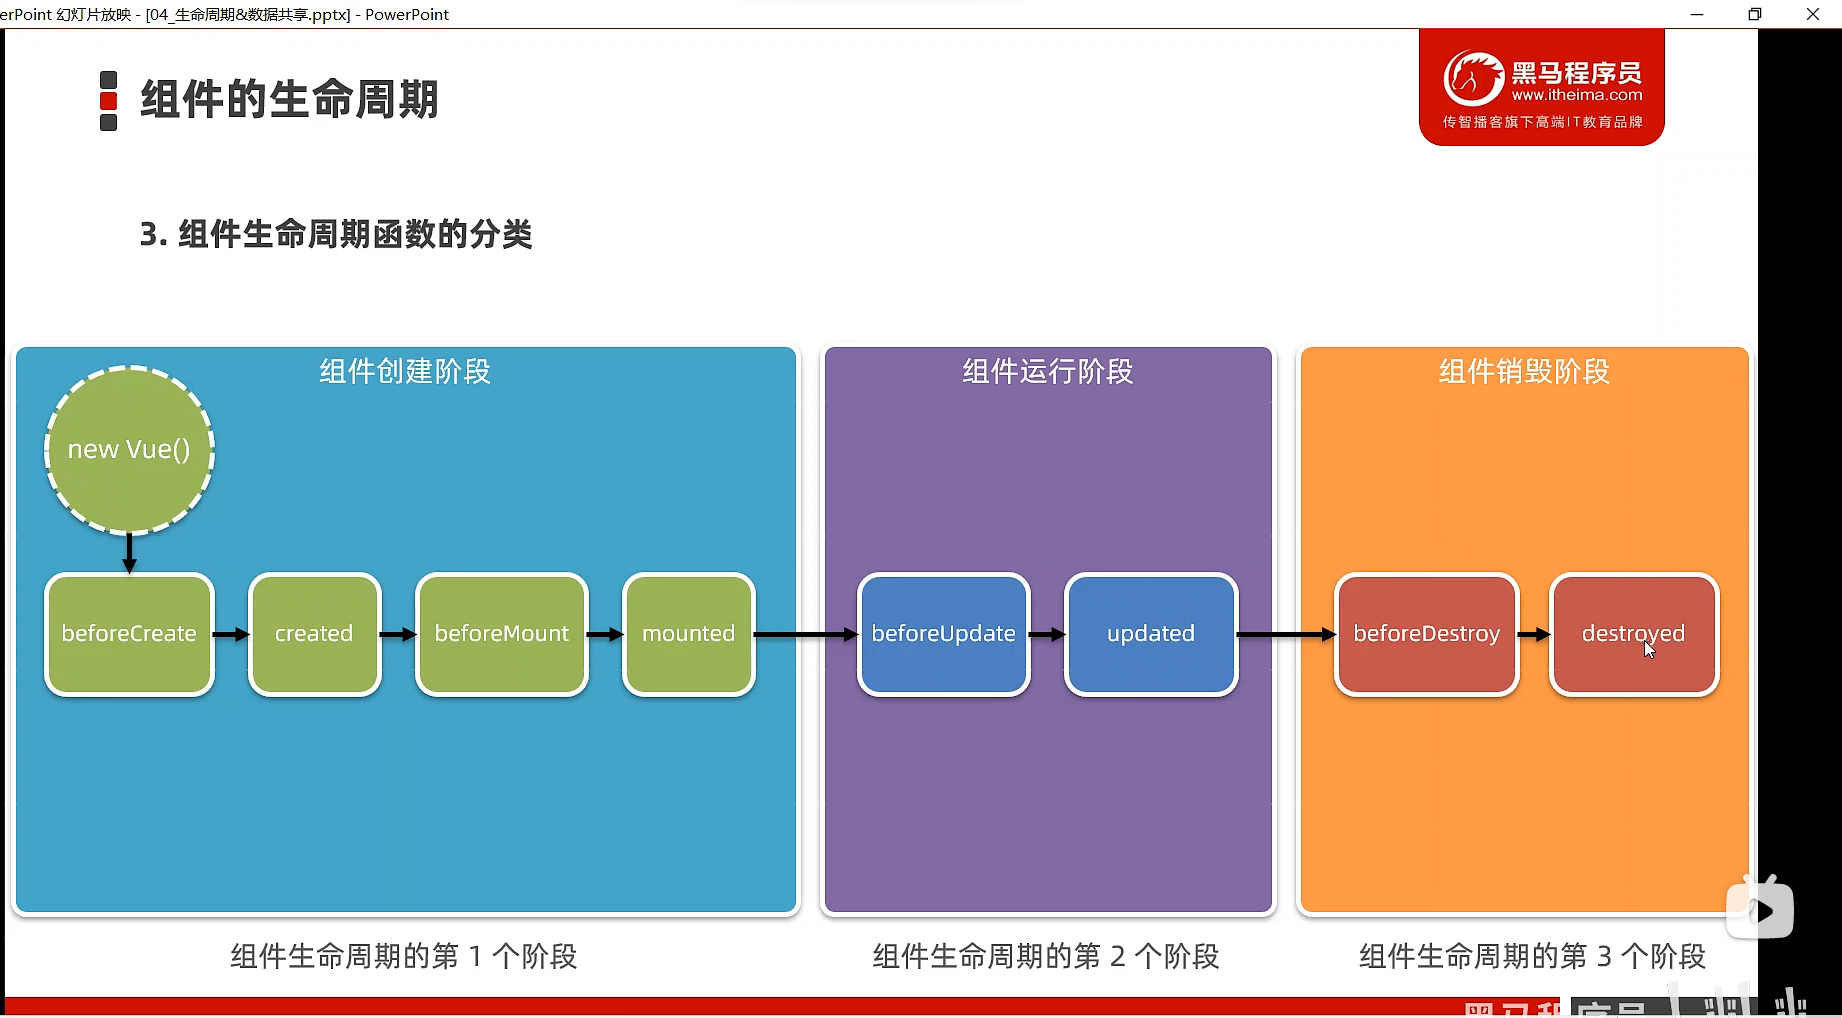 erPoint 幻灯片放映 - [04_生命周期&数据共享.pptx] - PowerPoint
组件的生命周期
黑马程序员
www.itheima.com
传智播客旗下高端IT教育品牌
3. 组件生命周期函数的分类
组件创建阶段
组件运行阶段
组件销毁阶段
new Vue()
beforeCreate
created
beforeMount
mounted
beforeUpdate
updated
beforeDestroy
destroyed
组件生命周期的第 1 个阶段
组件生命周期的第 2 个阶段
组件生命周期的第 3 个阶段
黑马程序员